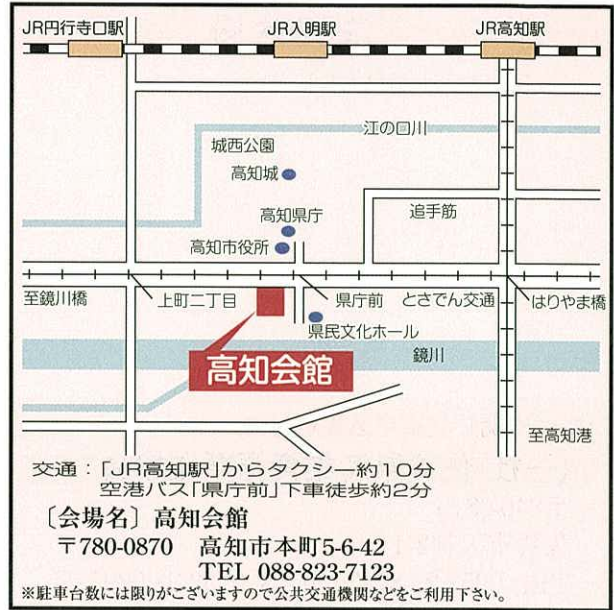 JR円行寺口駅 JR入明駅 JR高知駅
江の口川
城西公園
高知城
高知県庁
追手筋
高知市役所
至鏡川橋 上町二丁目 県庁前 とさでん交通 はりやま橋
県民文化ホール
高知会館
鏡川
至高知港
交通：「JR高知駅」からタクシー約10分
空港バス「県庁前」下車徒歩約2分
〔会場名〕高知会館
〒780-0870 高知市本町5-6-42
TEL 088-823-7123
※駐車台数には限りがございますので公共交通機関などをご利用下さい。